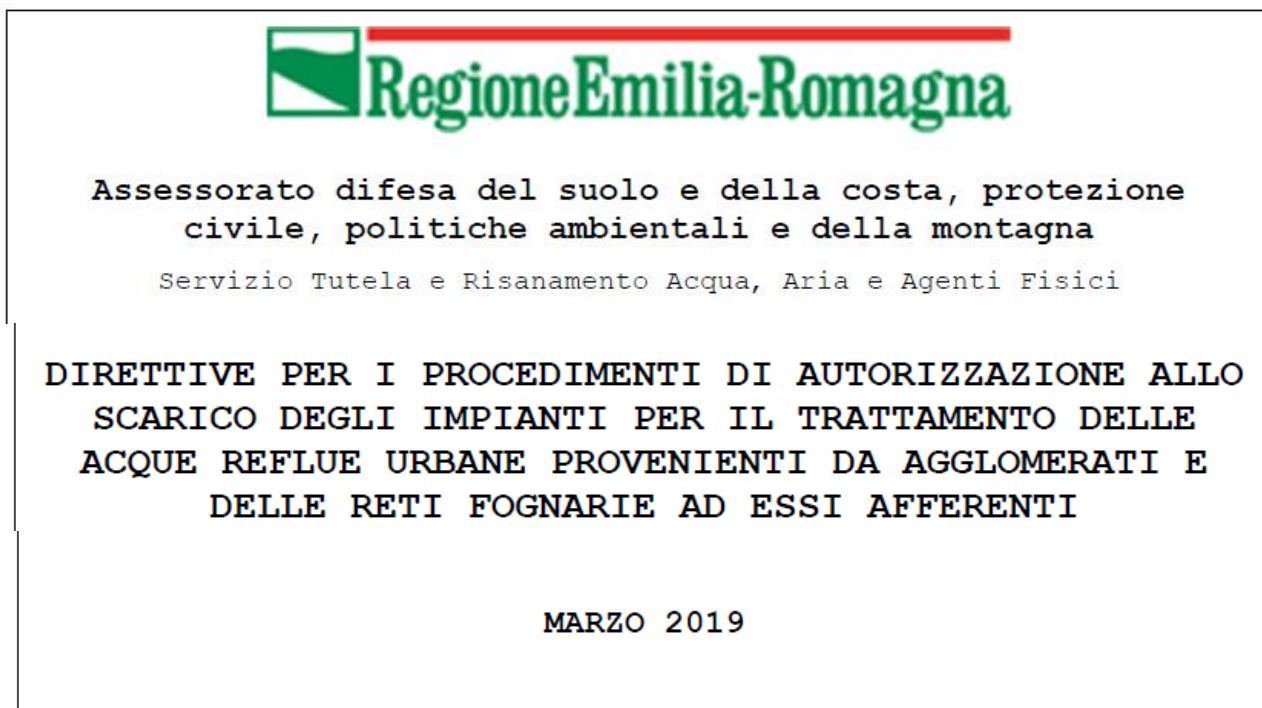 RegioneEmilia-Romagna
Assessorato difesa del suolo e della costa, protezione
civile, politiche ambientali e della montagna
Servizio Tutela e Risanamento Acqua, Aria e Agenti Fisici
DIRETTIVE PER I PROCEDIMENTI DI AUTORIZZAZIONE ALLO
SCARICO DEGLI IMPIANTI PER IL TRATTAMENTO DELLE
ACQUE REFLUE URBANE PROVENIENTI DA AGGLOMERATI E
DELLE RETI FOGNARIE AD ESSI AFFERENTI
MARZO 2019